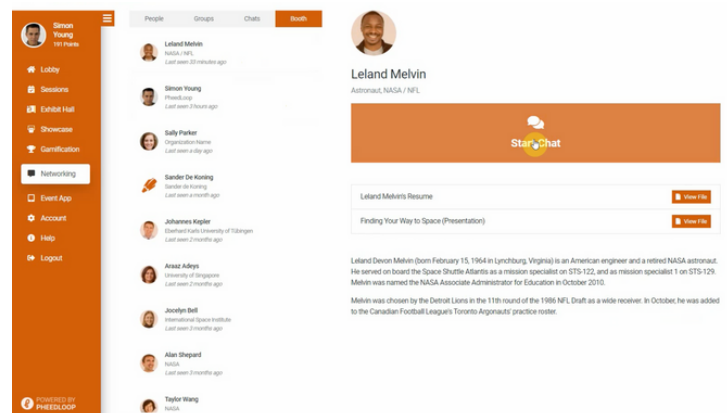 Simon
Young
191 Points
Lobby
Sessions
Exhibit Hall
Showcase
Gamification
Networking
Event App
Account
Help
Logout
POWERED BY
PHEEDLOOP
People Groups Chats Booth
Leland Melvin
NASA / NFL
Last seen 33 minutes ago
Simon Young
PheedLoop
Last seen 3 hours ago
Sally Parker
Organization Name
Last seen a day ago
Sander De Koning
Sander de Koning
Last seen a month ago
Johannes Kepler
Eberhard Karls University of Tübingen
Last seen 2 months ago
Araaz Adeys
University of Singapore
Last seen 2 months ago
Jocelyn Bell
International Space Institute
Last seen 3 months ago
Alan Shepard
NASA
Last seen 3 months ago
Taylor Wang
NASA
Leland Melvin
Astronaut, NASA / NFL
Start Chat
Leland Melvin's Resume View File
Finding Your Way to Space (Presentation) View File
Leland Devon Melvin (born February 15, 1964 in Lynchburg, Virginia) is an American engineer and a retired NASA astronaut.
He served on board the Space Shuttle Atlantis as a mission specialist on STS-122, and as mission specialist 1 on STS-129.
Melvin was named the NASA Associate Administrator for Education in October 2010.
Melvin was chosen by the Detroit Lions in the 11th round of the 1986 NFL Draft as a wide receiver. In October, he was added
to the Canadian Football League's Toronto Argonauts' practice roster.